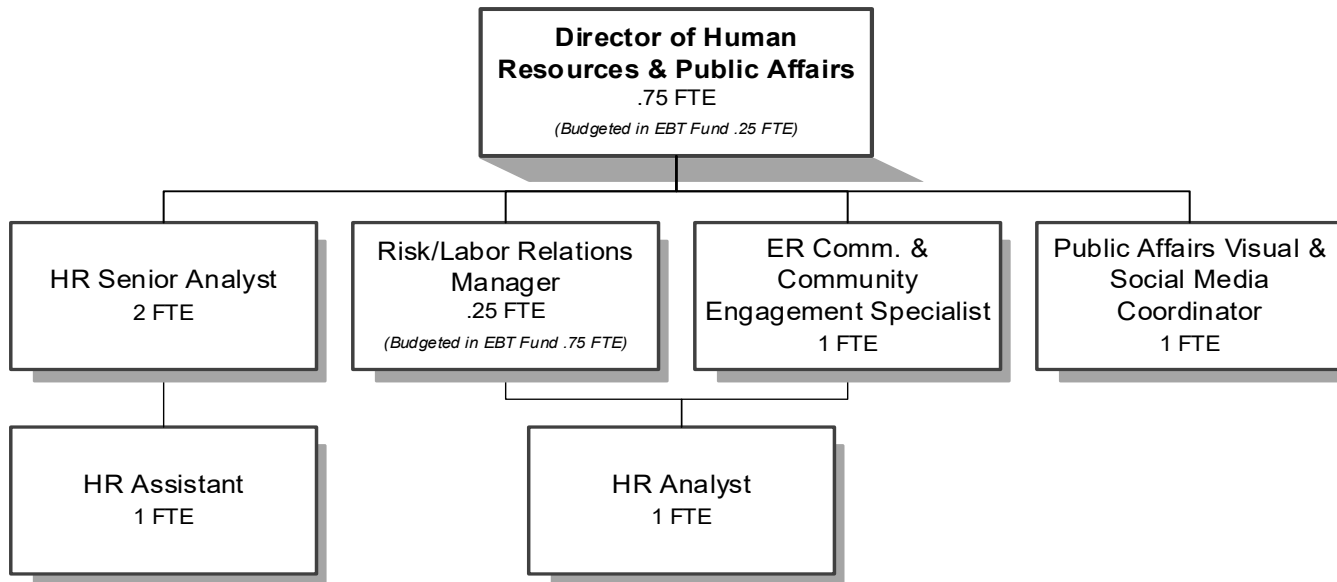 Director of Human
Resources & Public Affairs
.75 FTE
(Budgeted in EBT Fund .25 FTE)
HR Senior Analyst
2 FTE
Risk/Labor Relations
Manager
.25 FTE
(Budgeted in EBT Fund .75 FTE)
ER Comm. &
Community
Engagement Specialist
1 FTE
Public Affairs Visual &
Social Media
Coordinator
1 FTE
HR Assistant
1 FTE
HR Analyst
1 FTE